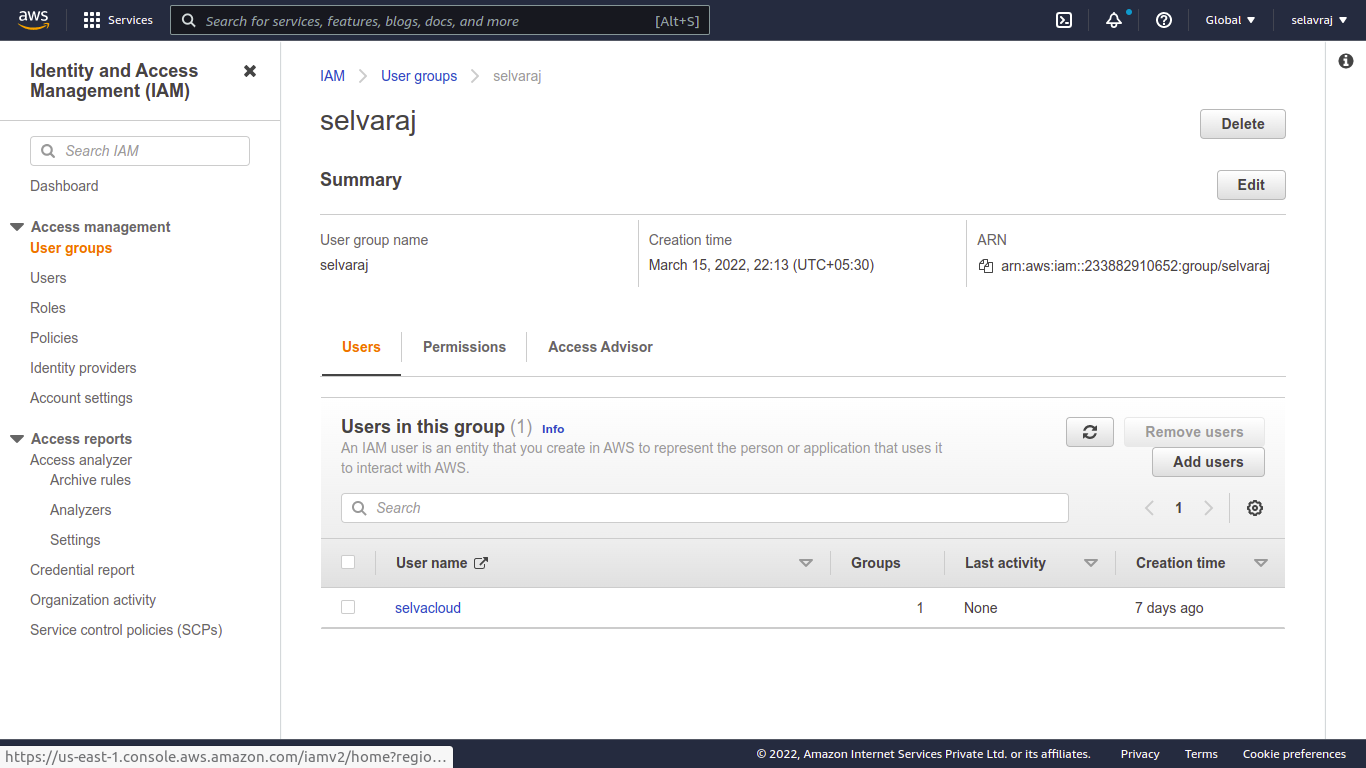 aws Services Search for services, features, blogs, docs, and more [Alt+S] Global selavraj
Identity and Access
Management (IAM)
Search IAM
Dashboard
Access management
User groups
Users
Roles
Policies
Identity providers
Account settings
Access reports
Access analyzer
Archive rules
Analyzers
Settings
Credential report
Organization activity
Service control policies (SCPs)
IAM User groups selvaraj
selvaraj
Delete
Summary
Edit
User group name
selvaraj
Creation time
March 15, 2022, 22:13 (UTC+05:30)
ARN
arn:aws:iam::233882910652:group/selvaraj
Users Permissions Access Advisor
Users in this group (1) Info
An IAM user is an entity that you create in AWS to represent the person or application that uses it
to interact with AWS.
Remove users
Add users
Search
1
User name Groups Last activity Creation time
selvacloud 1 None 7 days ago
https://us-east-1.console.aws.amazon.com/iamv2/home?regio...
© 2022, Amazon Internet Services Private Ltd. or its affiliates. Privacy Terms Cookie preferences